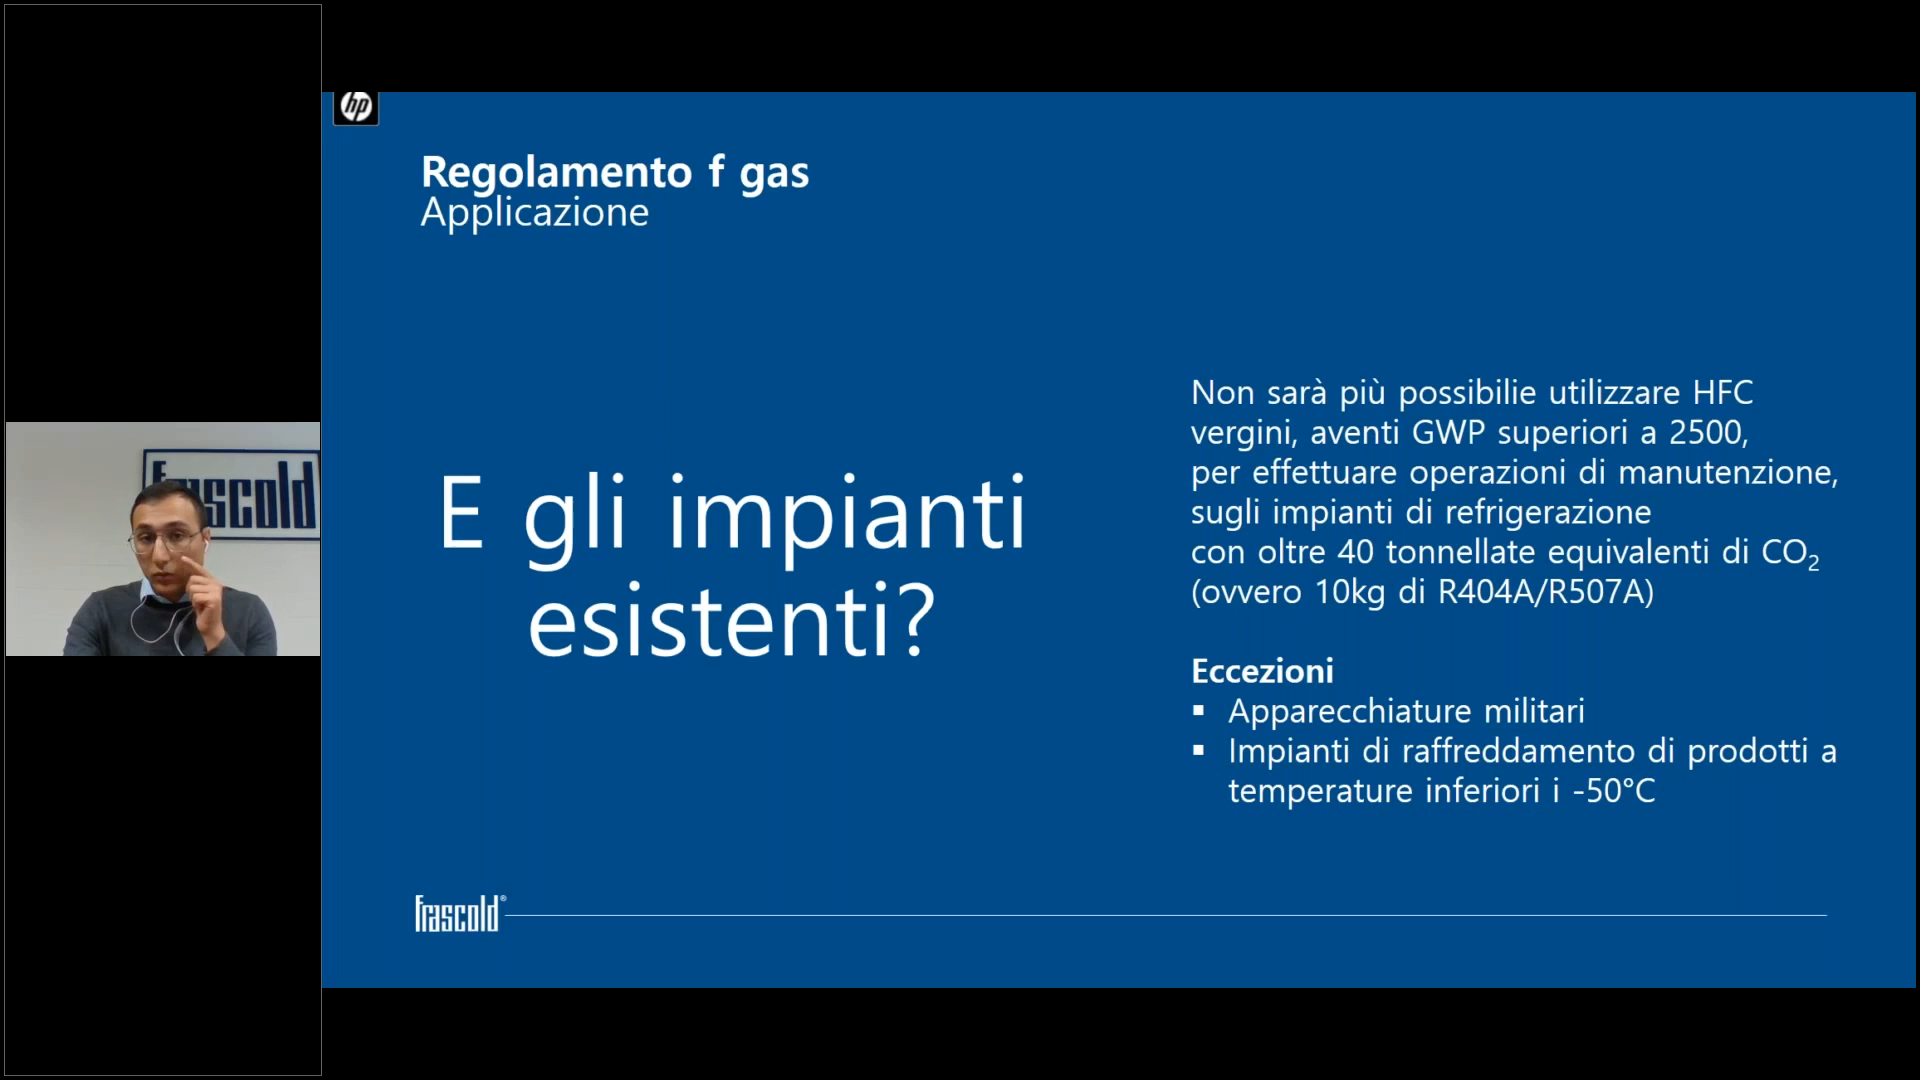 hp
Regolamento f gas
Applicazione
E gli impianti
esistenti?
Non sarà più possibilie utilizzare HFC
vergini, aventi GWP superiori a 2500,
per effettuare operazioni di manutenzione,
sugli impianti di refrigerazione
con oltre 40 tonnellate equivalenti di CO₂
(ovvero 10kg di R404A/R507A)
Eccezioni
▪ Apparecchiature militari
▪ Impianti di raffreddamento di prodotti a
temperature inferiori i -50°C
frascold®
frascold